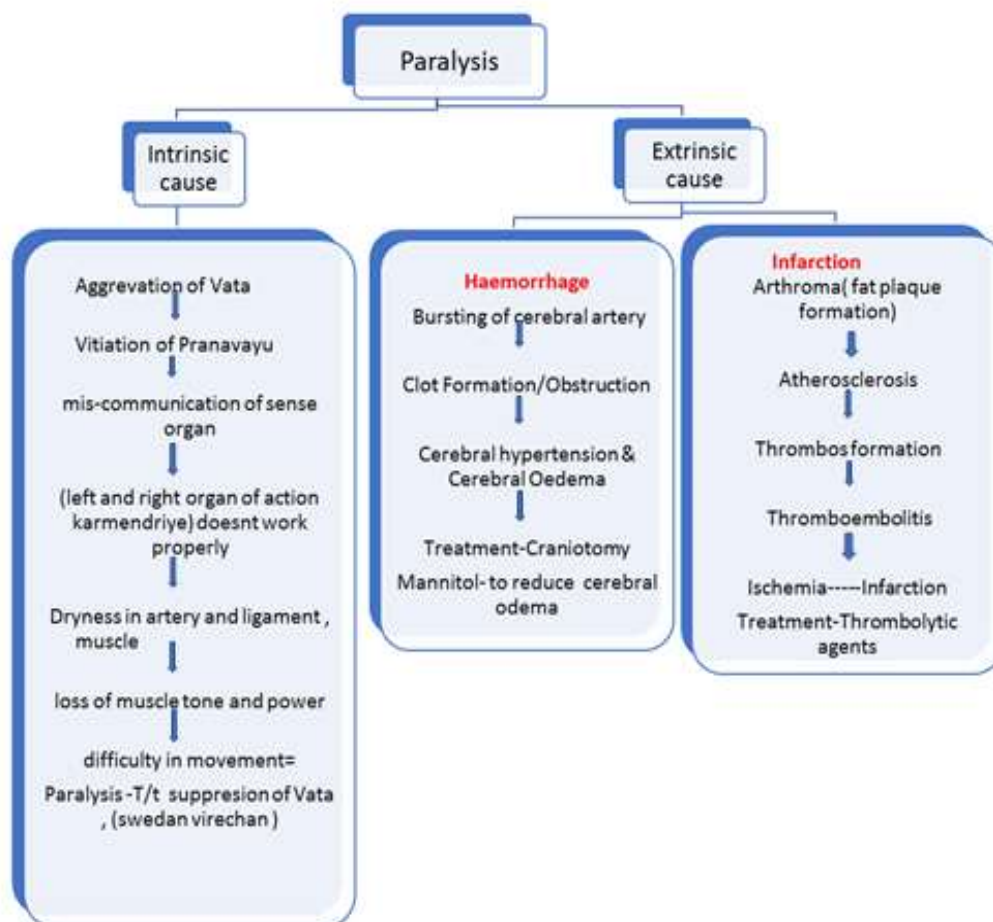 Paralysis
Intrinsic
cause
Extrinsic
cause
Aggrevation of Vata
Vitiation of Pranavayu
mis-communication of sense
organ
(left and right organ of action
karmendriye) doesnt work
properly
Dryness in artery and ligament ,
muscle
loss of muscle tone and power
difficulty in movement=
Paralysis -T/t suppresion of Vata
, (swedan virechan )
Haemorrhage
Bursting of cerebral artery
Clot Formation/Obstruction
Cerebral hypertension &
Cerebral Oedema
Treatment-Craniotomy
Mannitol- to reduce cerebral
odema
Infarction
Arthroma( fat plaque
formation)
Atherosclerosis
Thrombos formation
Thromboembolitis
Ischemia-----Infarction
Treatment-Thrombolytic
agents